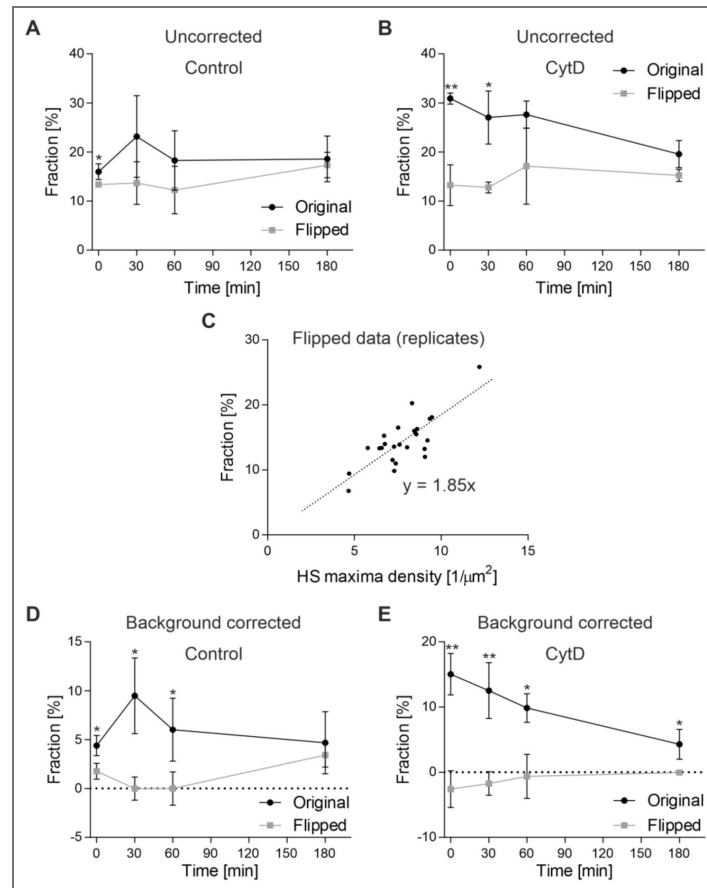 A
Uncorrected
Control
Fraction [%]
40
30
20
10
0
*
Original
Flipped
0 30 60 90 120 150 180
Time [min]
B
Uncorrected
CytD
Original
Flipped
Fraction [%]
40
30
20
10
0
** *
0 30 60 90 120 150 180
Time [min]
C
Flipped data (replicates)
Fraction [%]
30
20
10
0
y = 1.85x
0 5 10 15
HS maxima density [1/μm²]
D
Background corrected
Control
Fraction [%]
15
10
5
0
-5
* * *
Original
Flipped
0 30 60 90 120 150 180
Time [min]
E
Background corrected
CytD
Fraction [%]
20
10
0
-10
** ** * *
Original
Flipped
0 30 60 90 120 150 180
Time [min]